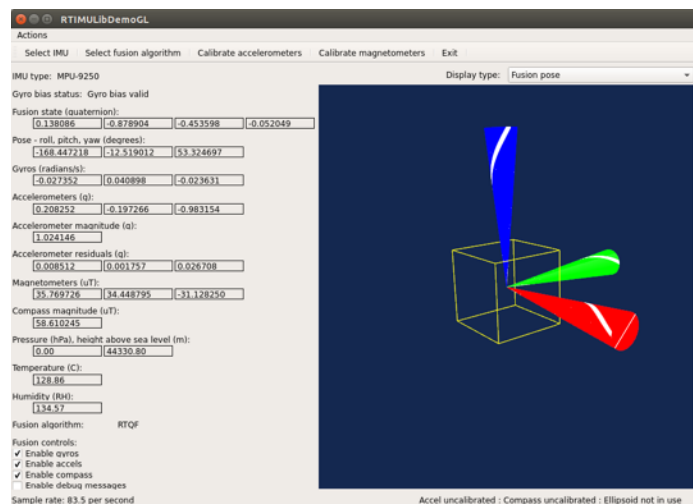 RTIMULibDemoGL
Actions
Select IMU Select fusion algorithm Calibrate accelerometers Calibrate magnetometers Exit
IMU type: MPU-9250
Display type: Fusion pose
Gyro bias status: Gyro bias valid
Fusion state (quaternion):
0.138086 -0.878904 -0.453598 -0.052049
Pose - roll, pitch, yaw (degrees):
-168.447218 -12.519012 53.324697
Gyros (radians/s):
-0.027352 0.040898 -0.023631
Accelerometers (g):
0.208252 -0.197266 -0.983154
Accelerometer magnitude (g):
1.024146
Accelerometer residuals (g):
0.008512 0.001757 0.026708
Magnetometers (uT):
35.769726 34.448795 -31.128250
Compass magnitude (uT):
58.610245
Pressure (hPa), height above sea level (m):
0.00 44330.80
Temperature (C):
128.86
Humidity (RH):
134.57
Fusion algorithm: RTQF
Fusion controls:
Enable gyros
Enable accels
Enable compass
Enable debug messages
Sample rate: 83.5 per second
Accel uncalibrated : Compass uncalibrated : Ellipsoid not in use